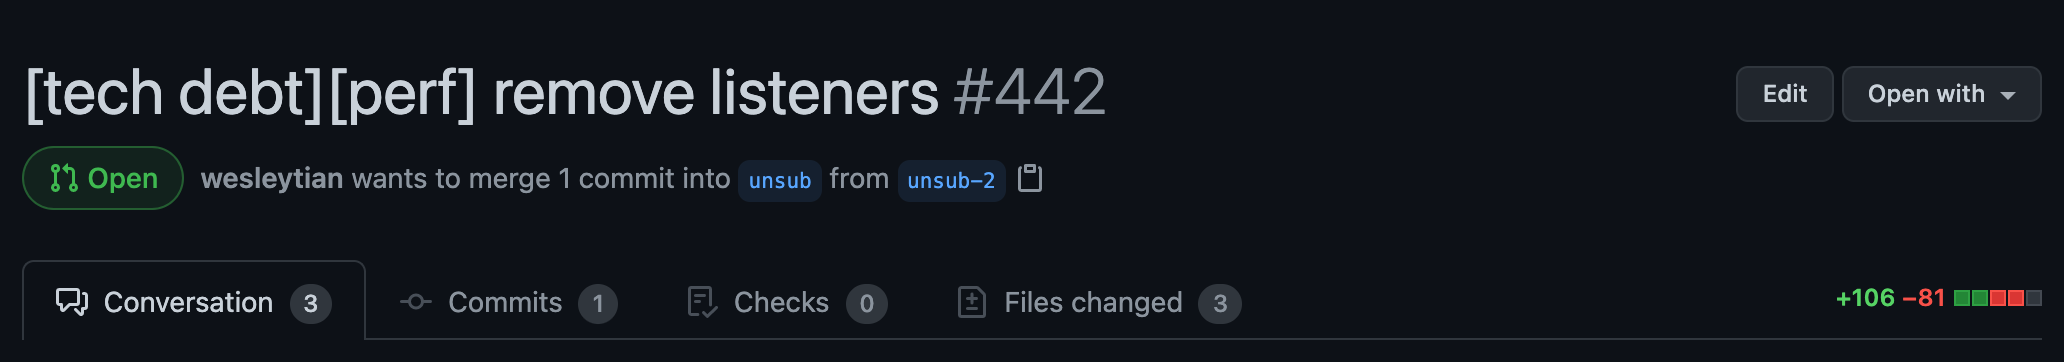 [tech debt][perf] remove listeners #442
Edit
Open with
Open
wesleytian wants to merge 1 commit into unsub from unsub-2
Conversation 3
Commits 1
Checks 0
Files changed 3
+106 −81